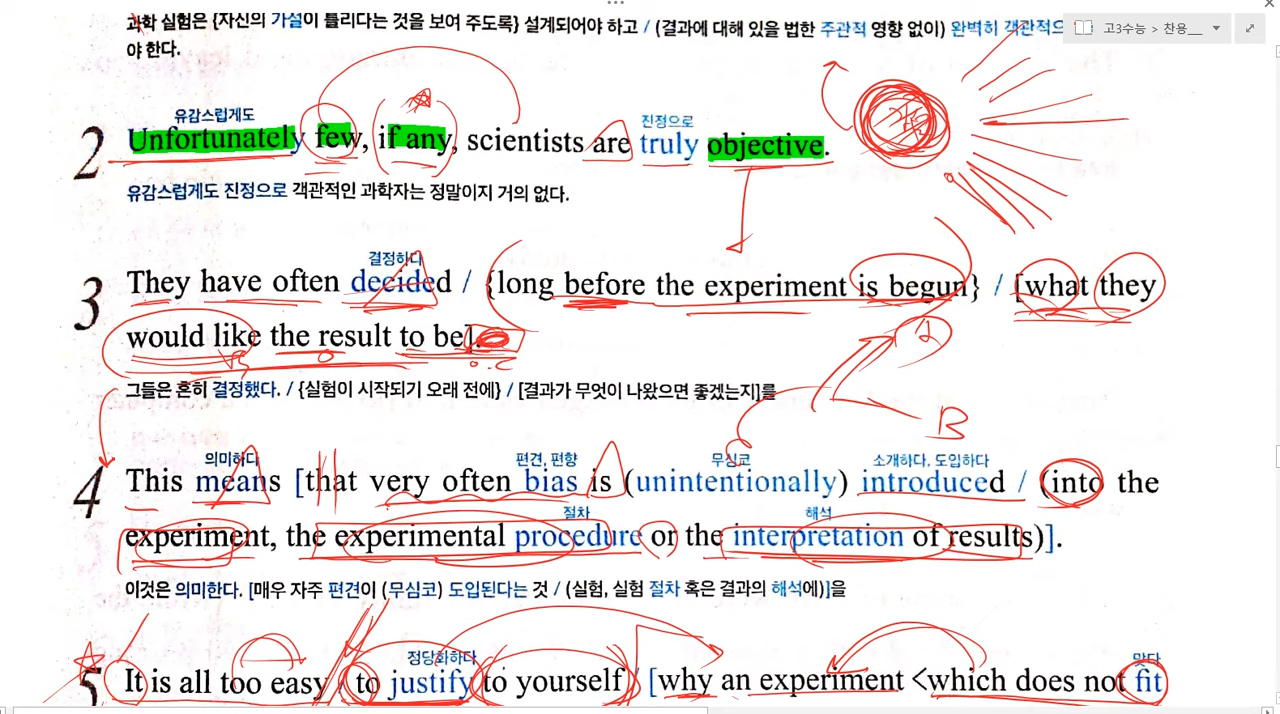 과학 실험은 {자신의 가설이 틀리다는 것을 보여 주도록} 설계되어야 하고 / (결과에 대해 있을 법한 주관적 영향 없이) 완벽히 객관적으
고3수능 > 찬용__
야 한다.
유감스럽게도 진정으로
2 Unfortunately few, if any, scientists are truly objective.
유감스럽게도 진정으로 객관적인 과학자는 정말이지 거의 없다.
결정하다
3 They have often decided / {long before the experiment is begun} / [what they
would like the result to be].
o.c
A
그들은 흔히 결정했다. / {실험이 시작되기 오래 전에} / [결과가 무엇이 나왔으면 좋겠는지]를
B
의미하다 편견, 편향 무심코 소개하다, 도입하다
4 This means [that very often bias is (unintentionally) introduced / (into the
절차 해석
experiment, the experimental procedure or the interpretation of results)].
이것은 의미한다. [매우 자주 편견이 (무심코) 도입된다는 것 / (실험, 실험 절차 혹은 결과의 해석에)]을
정당화하다 맞다
5 It is all too easy / (to justify to yourself) / [why an experiment <which does not fit